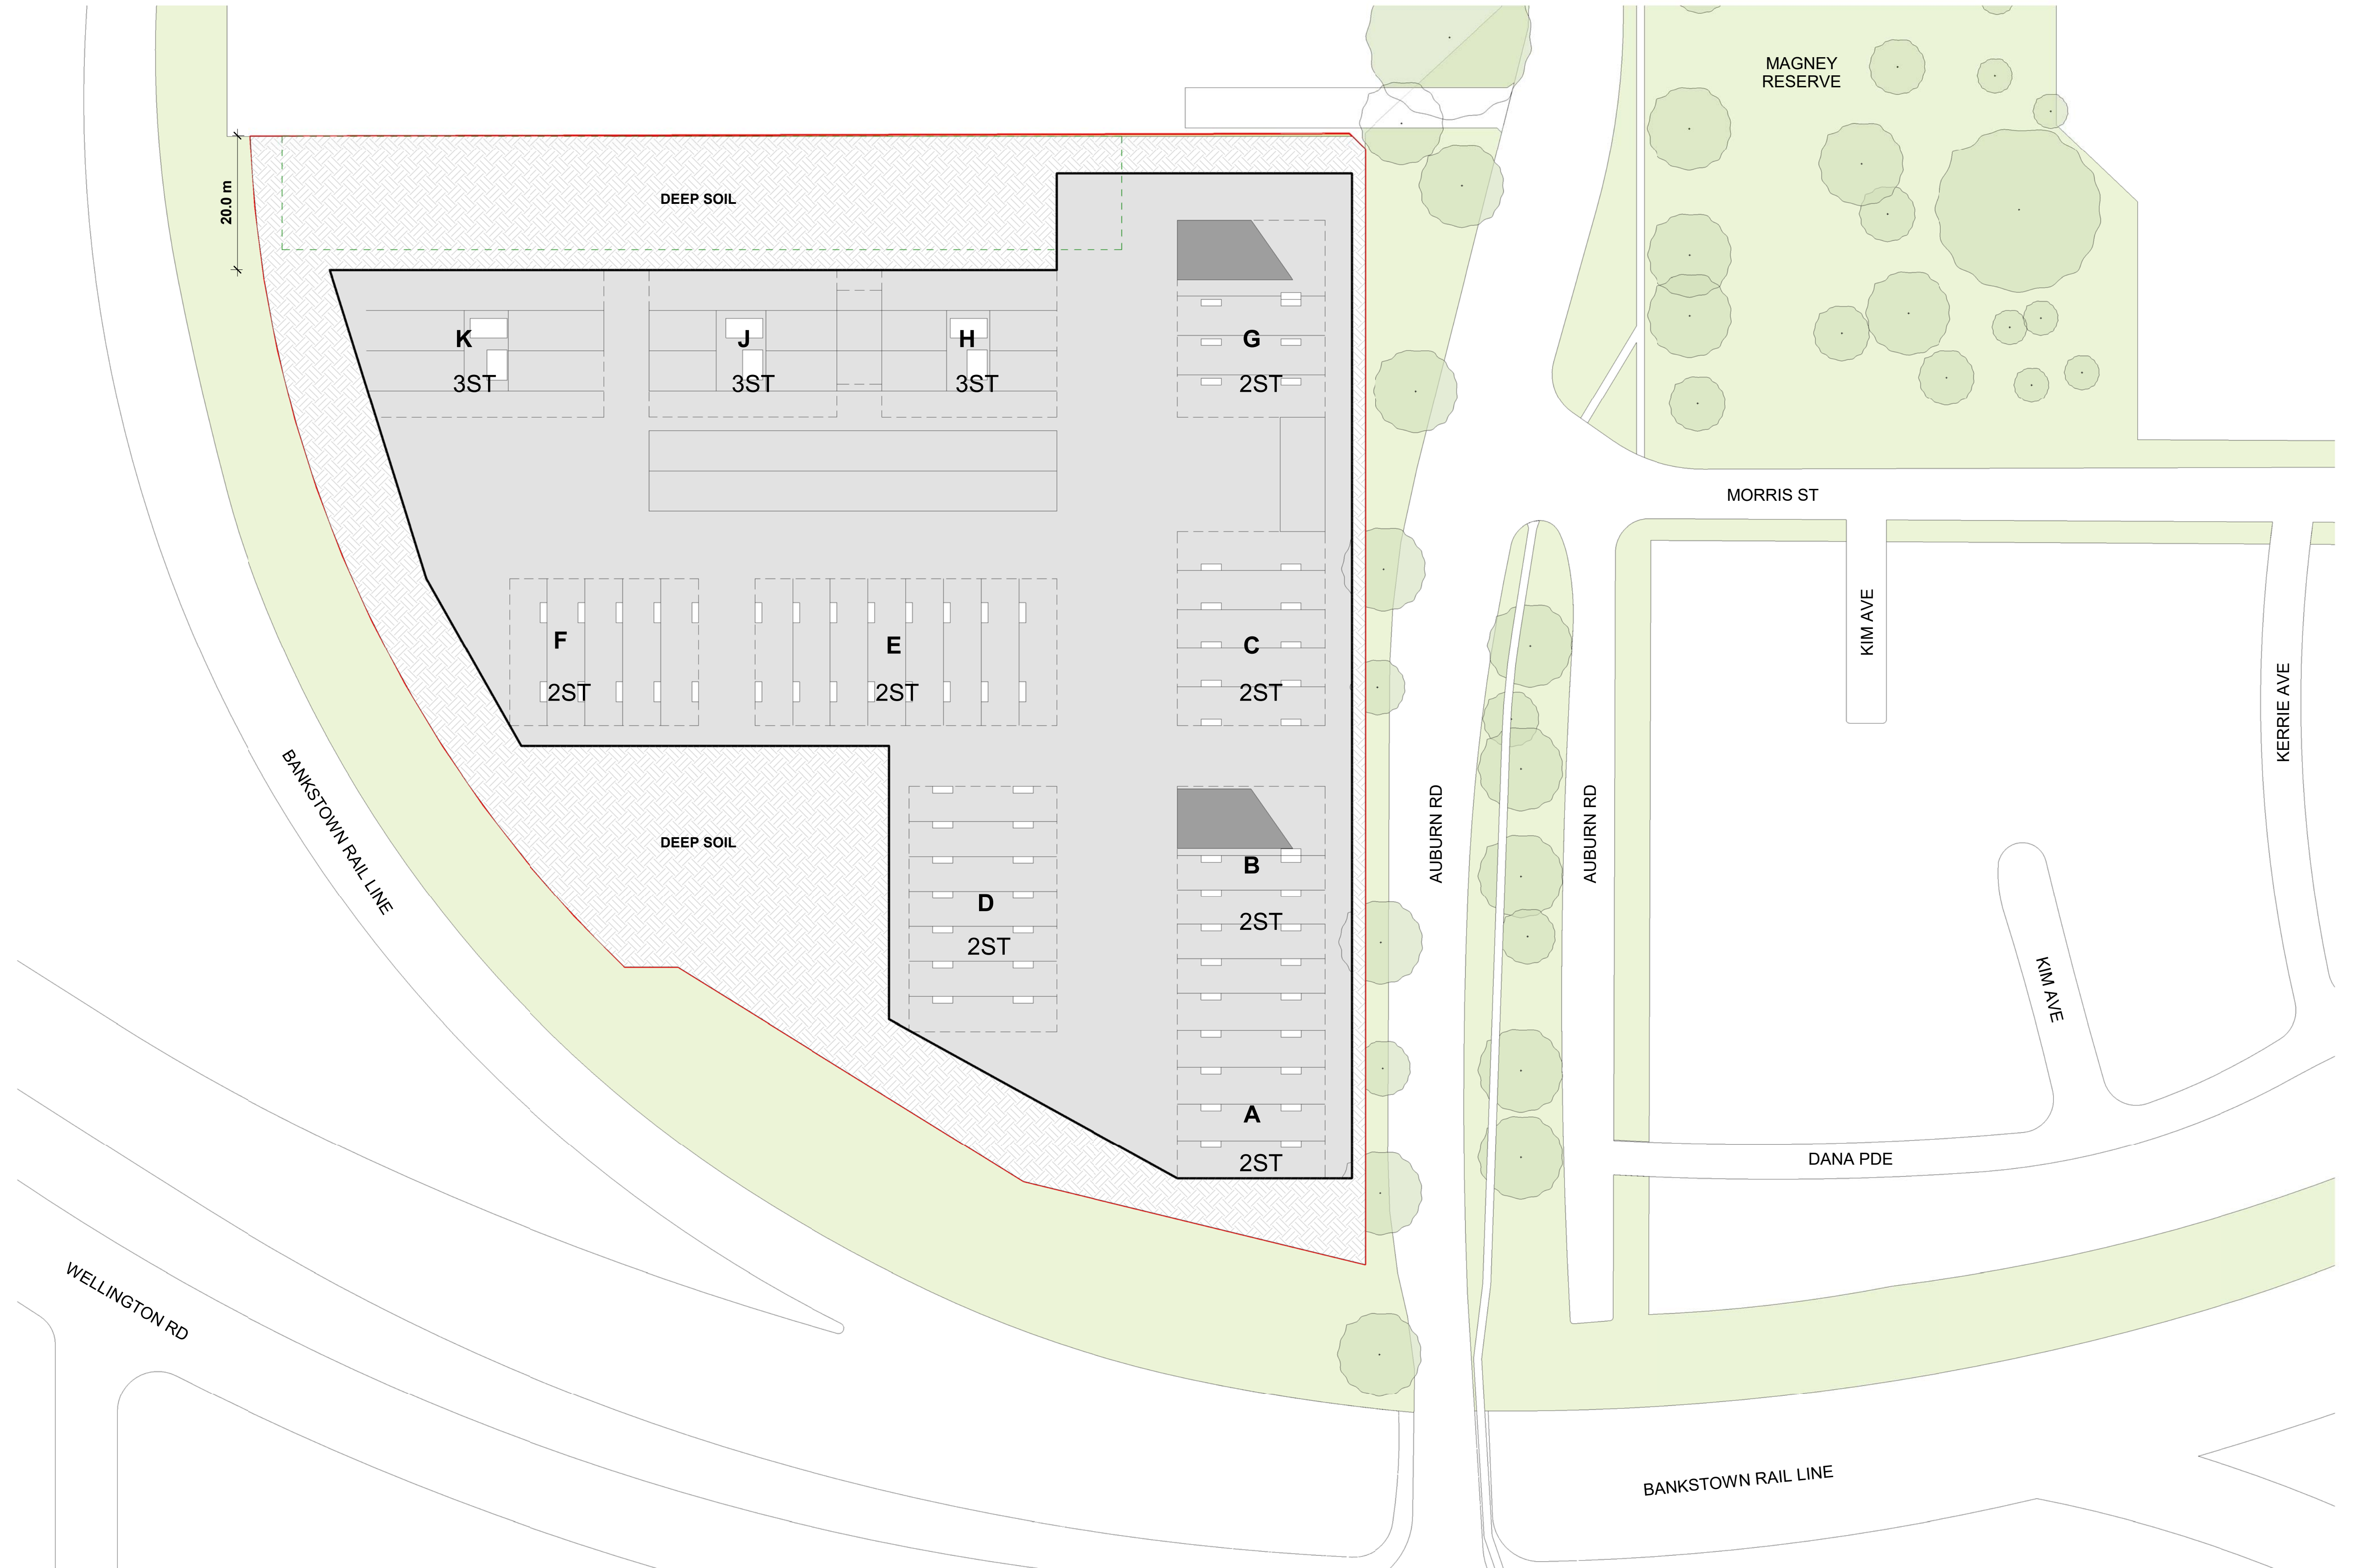 MAGNEY
RESERVE
20.0 m
DEEP SOIL
K
3ST
J
3ST
H
3ST
G
2ST
MORRIS ST
KIM AVE
KERRIE AVE
F
2ST
E
2ST
C
2ST
BANKSTOWN RAIL LINE
DEEP SOIL
AUBURN RD
AUBURN RD
B
2ST
D
2ST
KIM AVE
A
2ST
DANA PDE
WELLINGTON RD
BANKSTOWN RAIL LINE